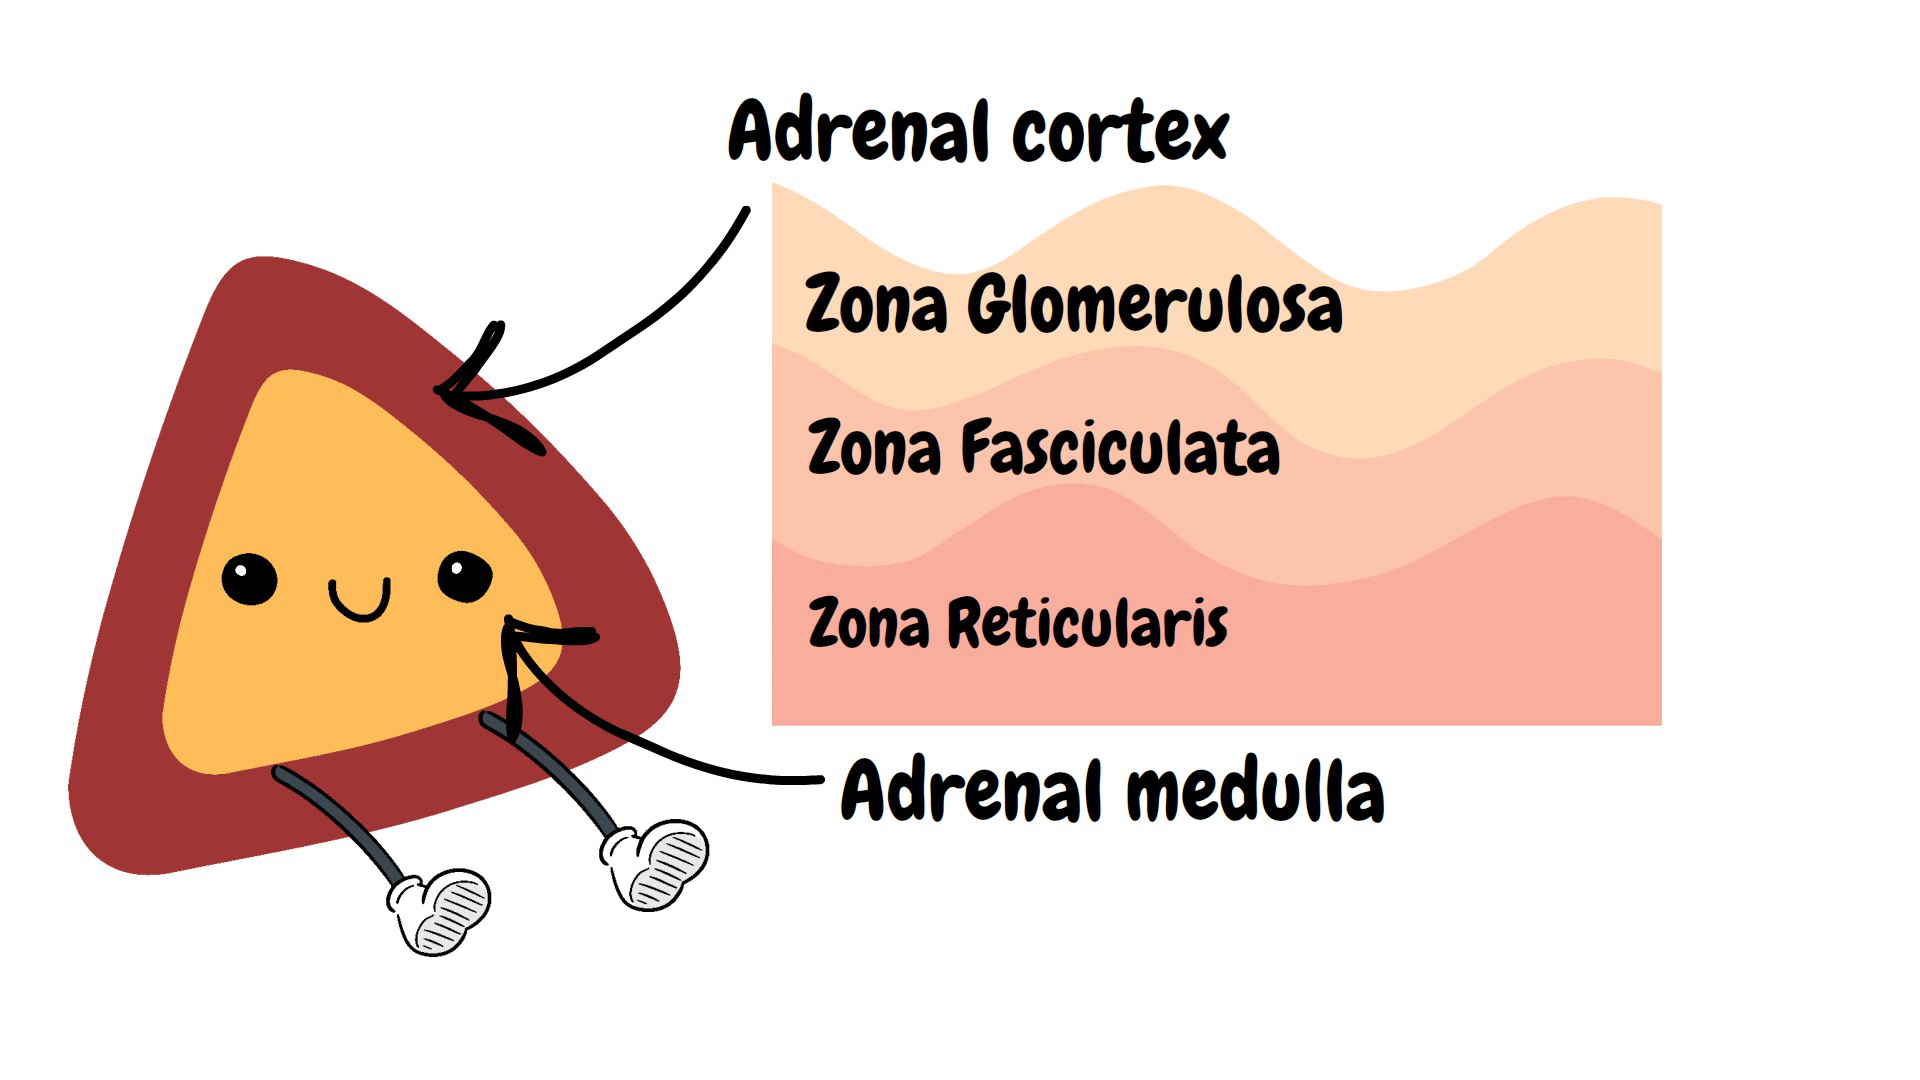 Adrenal cortex
Zona Glomerulosa
Zona Fasciculata
Zona Reticularis
Adrenal medulla